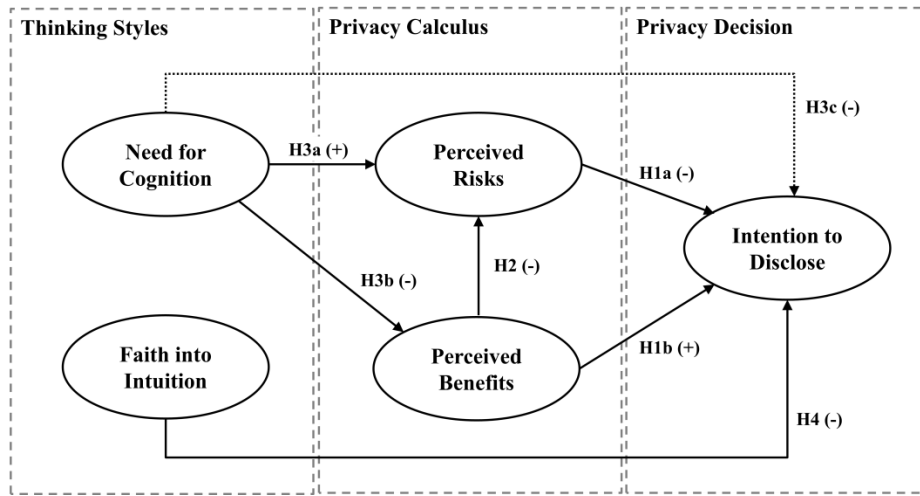 Thinking Styles
Privacy Calculus
Privacy Decision
H3c (-)
Need for
Cognition
H3a (+)
Perceived
Risks
H1a (-)
Intention to
Disclose
H3b (-)
H2 (-)
Faith into
Intuition
Perceived
Benefits
H1b (+)
H4 (-)